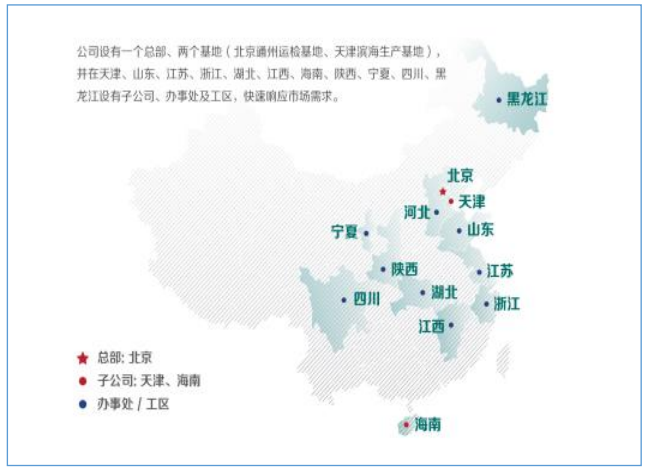 公司设有一个总部、两个基地（北京通州运检基地、天津滨海生产基地），
并在天津、山东、江苏、浙江、湖北、江西、海南、陕西、宁夏、四川、黑
龙江设有子公司、办事处及工区，快速响应市场需求。
黑龙江
北京
天津
河北
山东
宁夏
陕西
江苏
四川
湖北
浙江
江西
总部: 北京
子公司: 天津、海南
办事处 / 工区
海南